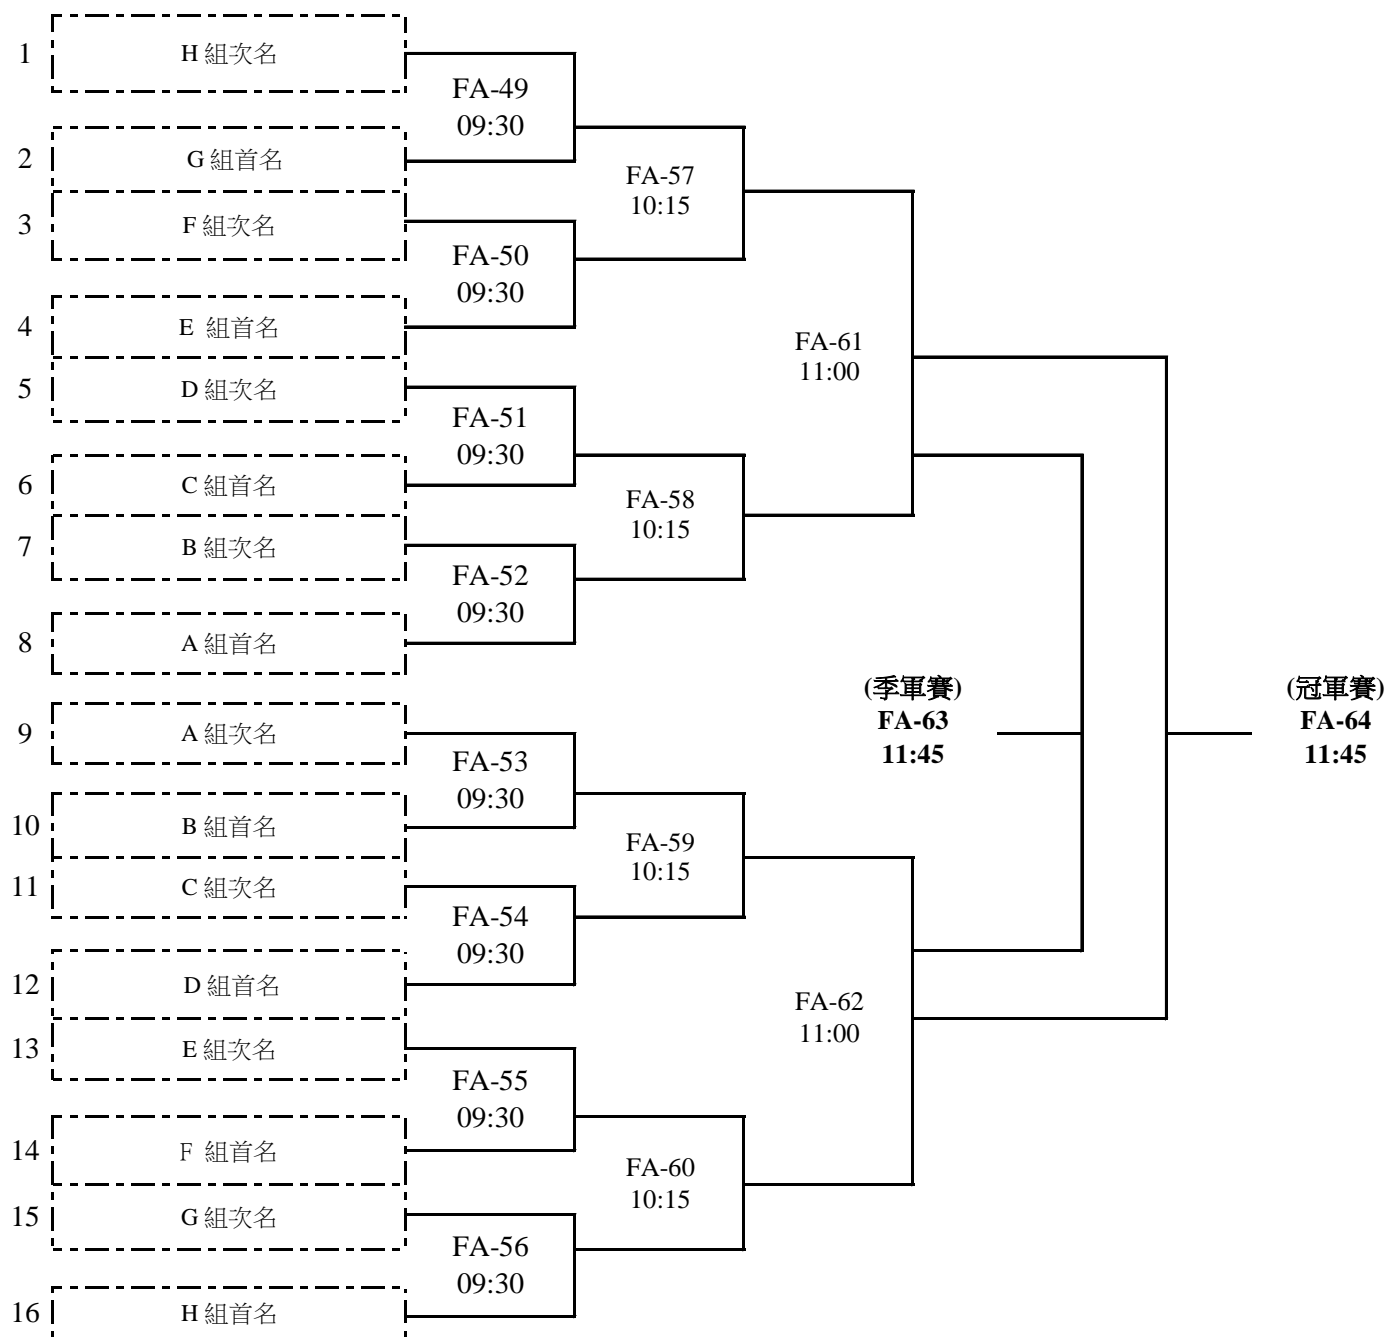 1
H 組次名
FA-49
09:30
2
G 組首名
FA-57
10:15
3
F 組次名
FA-50
09:30
4
E 組首名
FA-61
11:00
5
D 組次名
FA-51
09:30
6
C 組首名
FA-58
10:15
7
B 組次名
FA-52
09:30
8
A 組首名
(季軍賽)
FA-63
11:45
(冠軍賽)
FA-64
11:45
9
A 組次名
FA-53
09:30
10
B 組首名
FA-59
10:15
11
C 組次名
FA-54
09:30
12
D 組首名
FA-62
11:00
13
E 組次名
FA-55
09:30
14
F 組首名
FA-60
10:15
15
G 組次名
FA-56
09:30
16
H 組首名